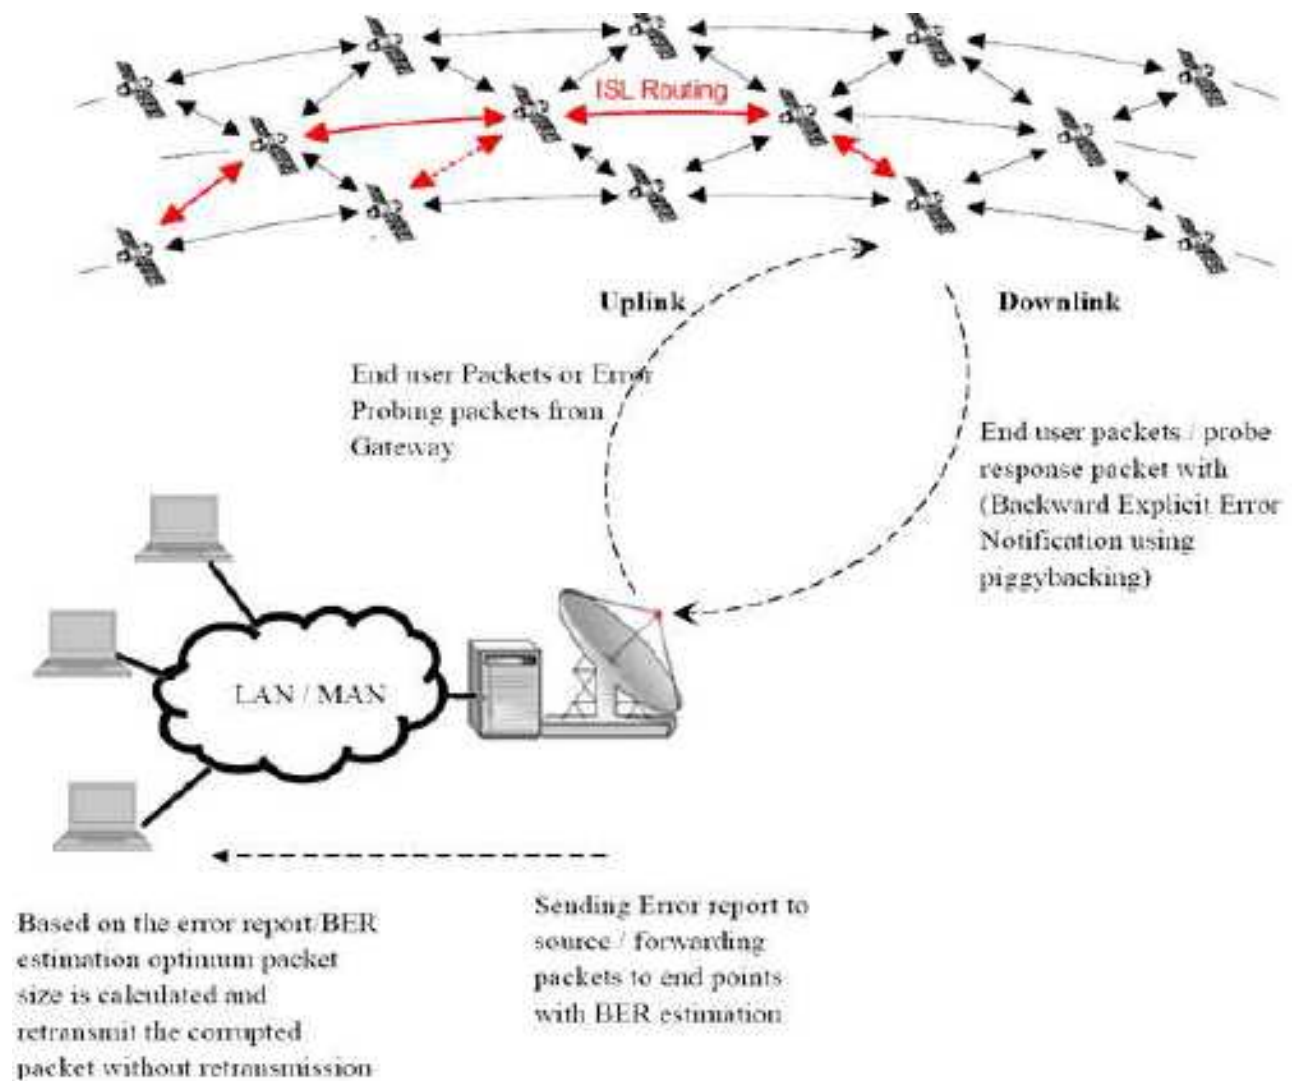 ISL Routing
Uplink
Downlink
End user Packets or Error
Probing packets from
Gateway
End user packets / probe
response packet with
(Backward Explicit Error
Notification using
piggybacking)
LAN / MAN
Sending Error report to
source / forwarding
packets to end points
with BER estimation
Based on the error report/BER
estimation optimum packet
size is calculated and
retransmit the corrupted
packet without retransmission